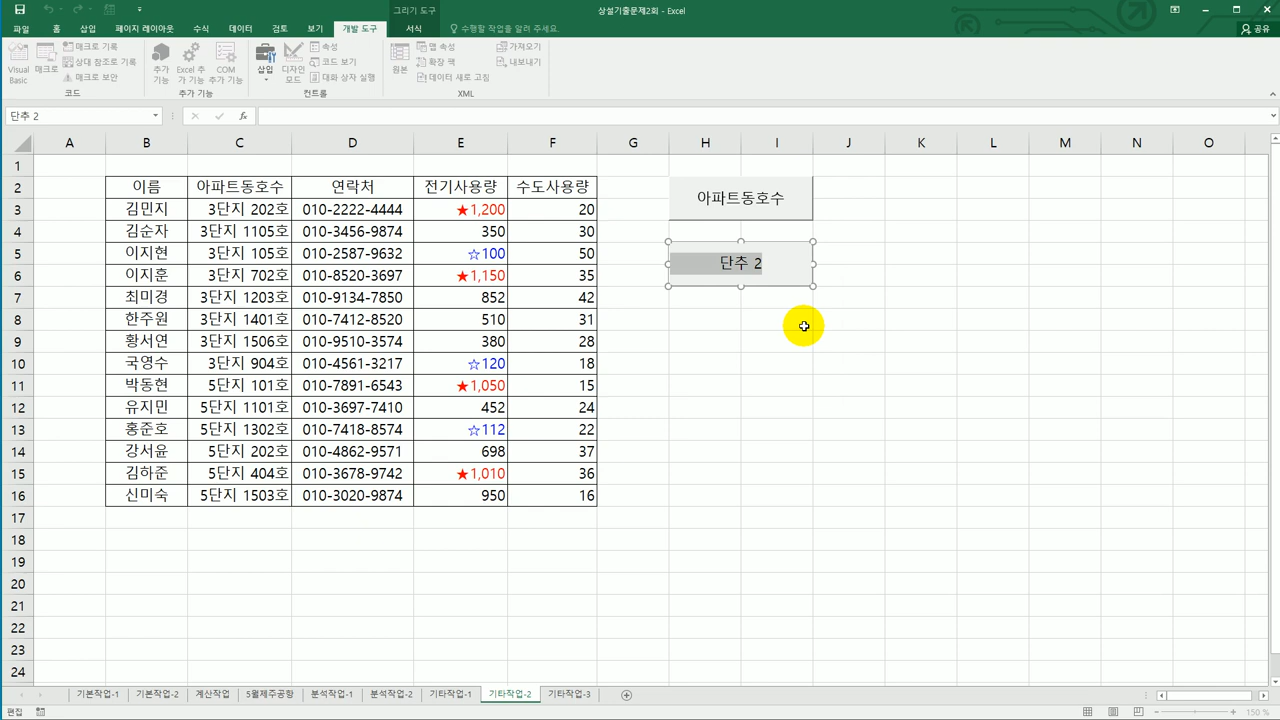 그리기 도구
상설기출문제2회 - Excel
파일 홈 삽입 페이지 레이아웃 수식 데이터 검토 보기 개발 도구 서식 수행할 작업을 알려 주세요. 공유
Visual Basic
매크로
매크로 기록
상대 참조로 기록
매크로 보안
코드
추가 기능
Excel 추가 기능
COM 추가 기능
추가 기능
삽입
디자인 모드
속성
코드 보기
대화 상자 실행
컨트롤
원본
맵 속성
확장 팩
데이터 새로 고침
가져오기
내보내기
XML
단추 2
fx
A B C D E F G H I J K L M N O
1
2 이름 아파트동호수 연락처 전기사용량 수도사용량 아파트동호수
3 김민지 3단지 202호 010-2222-4444 ★1,200 20
4 김순자 3단지 1105호 010-3456-9874 350 30
5 이지현 3단지 105호 010-2587-9632 ☆100 50 단추 2
6 이지훈 3단지 702호 010-8520-3697 ★1,150 35
7 최미경 3단지 1203호 010-9134-7850 852 42
8 한주원 3단지 1401호 010-7412-8520 510 31
9 황서연 3단지 1506호 010-9510-3574 380 28
10 국영수 3단지 904호 010-4561-3217 ☆120 18
11 박동현 5단지 101호 010-7891-6543 ★1,050 15
12 유지민 5단지 1101호 010-3697-7410 452 24
13 홍준호 5단지 1302호 010-7418-8574 ☆112 22
14 강서윤 5단지 202호 010-4862-9571 698 37
15 김하준 5단지 404호 010-3678-9742 ★1,010 36
16 신미숙 5단지 1503호 010-3020-9874 950 16
17
18
19
20
21
22
23
24
기본작업-1 기본작업-2 계산작업 5월제주공항 분석작업-1 분석작업-2 기타작업-1 기타작업-2 기타작업-3
편집 150 %